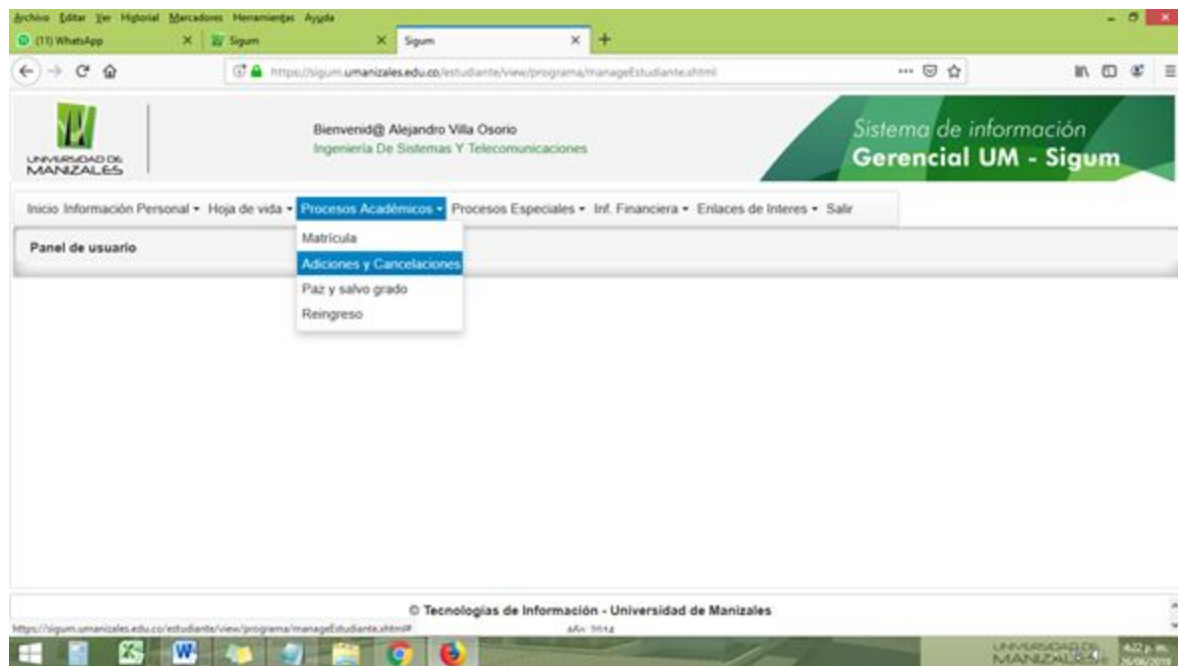 Archivo Editar Ver Historial Marcadores Herramientas Ayuda
(11) WhatsApp
Sigum
Sigum
https://sigum.umanizales.edu.co/estudiante/view/programa/manageEstudiante.xhtml
UNIVERSIDAD DE
MANIZALES
Bienvenid@ Alejandro Villa Osorio
Ingeniería De Sistemas Y Telecomunicaciones
Sistema de información
Gerencial UM - Sigum
Inicio Información Personal Hoja de vida Procesos Académicos Procesos Especiales Inf. Financiera Enlaces de Interes Salir
Panel de usuario
Matrícula
Adiciones y Cancelaciones
Paz y salvo grado
Reingreso
© Tecnologías de Información - Universidad de Manizales
Año 2014
https://sigum.umanizales.edu.co/estudiante/view/programa/manageEstudiante.xhtml#
UNIVERSIDAD DE
MANIZALES
4:22 p. m.